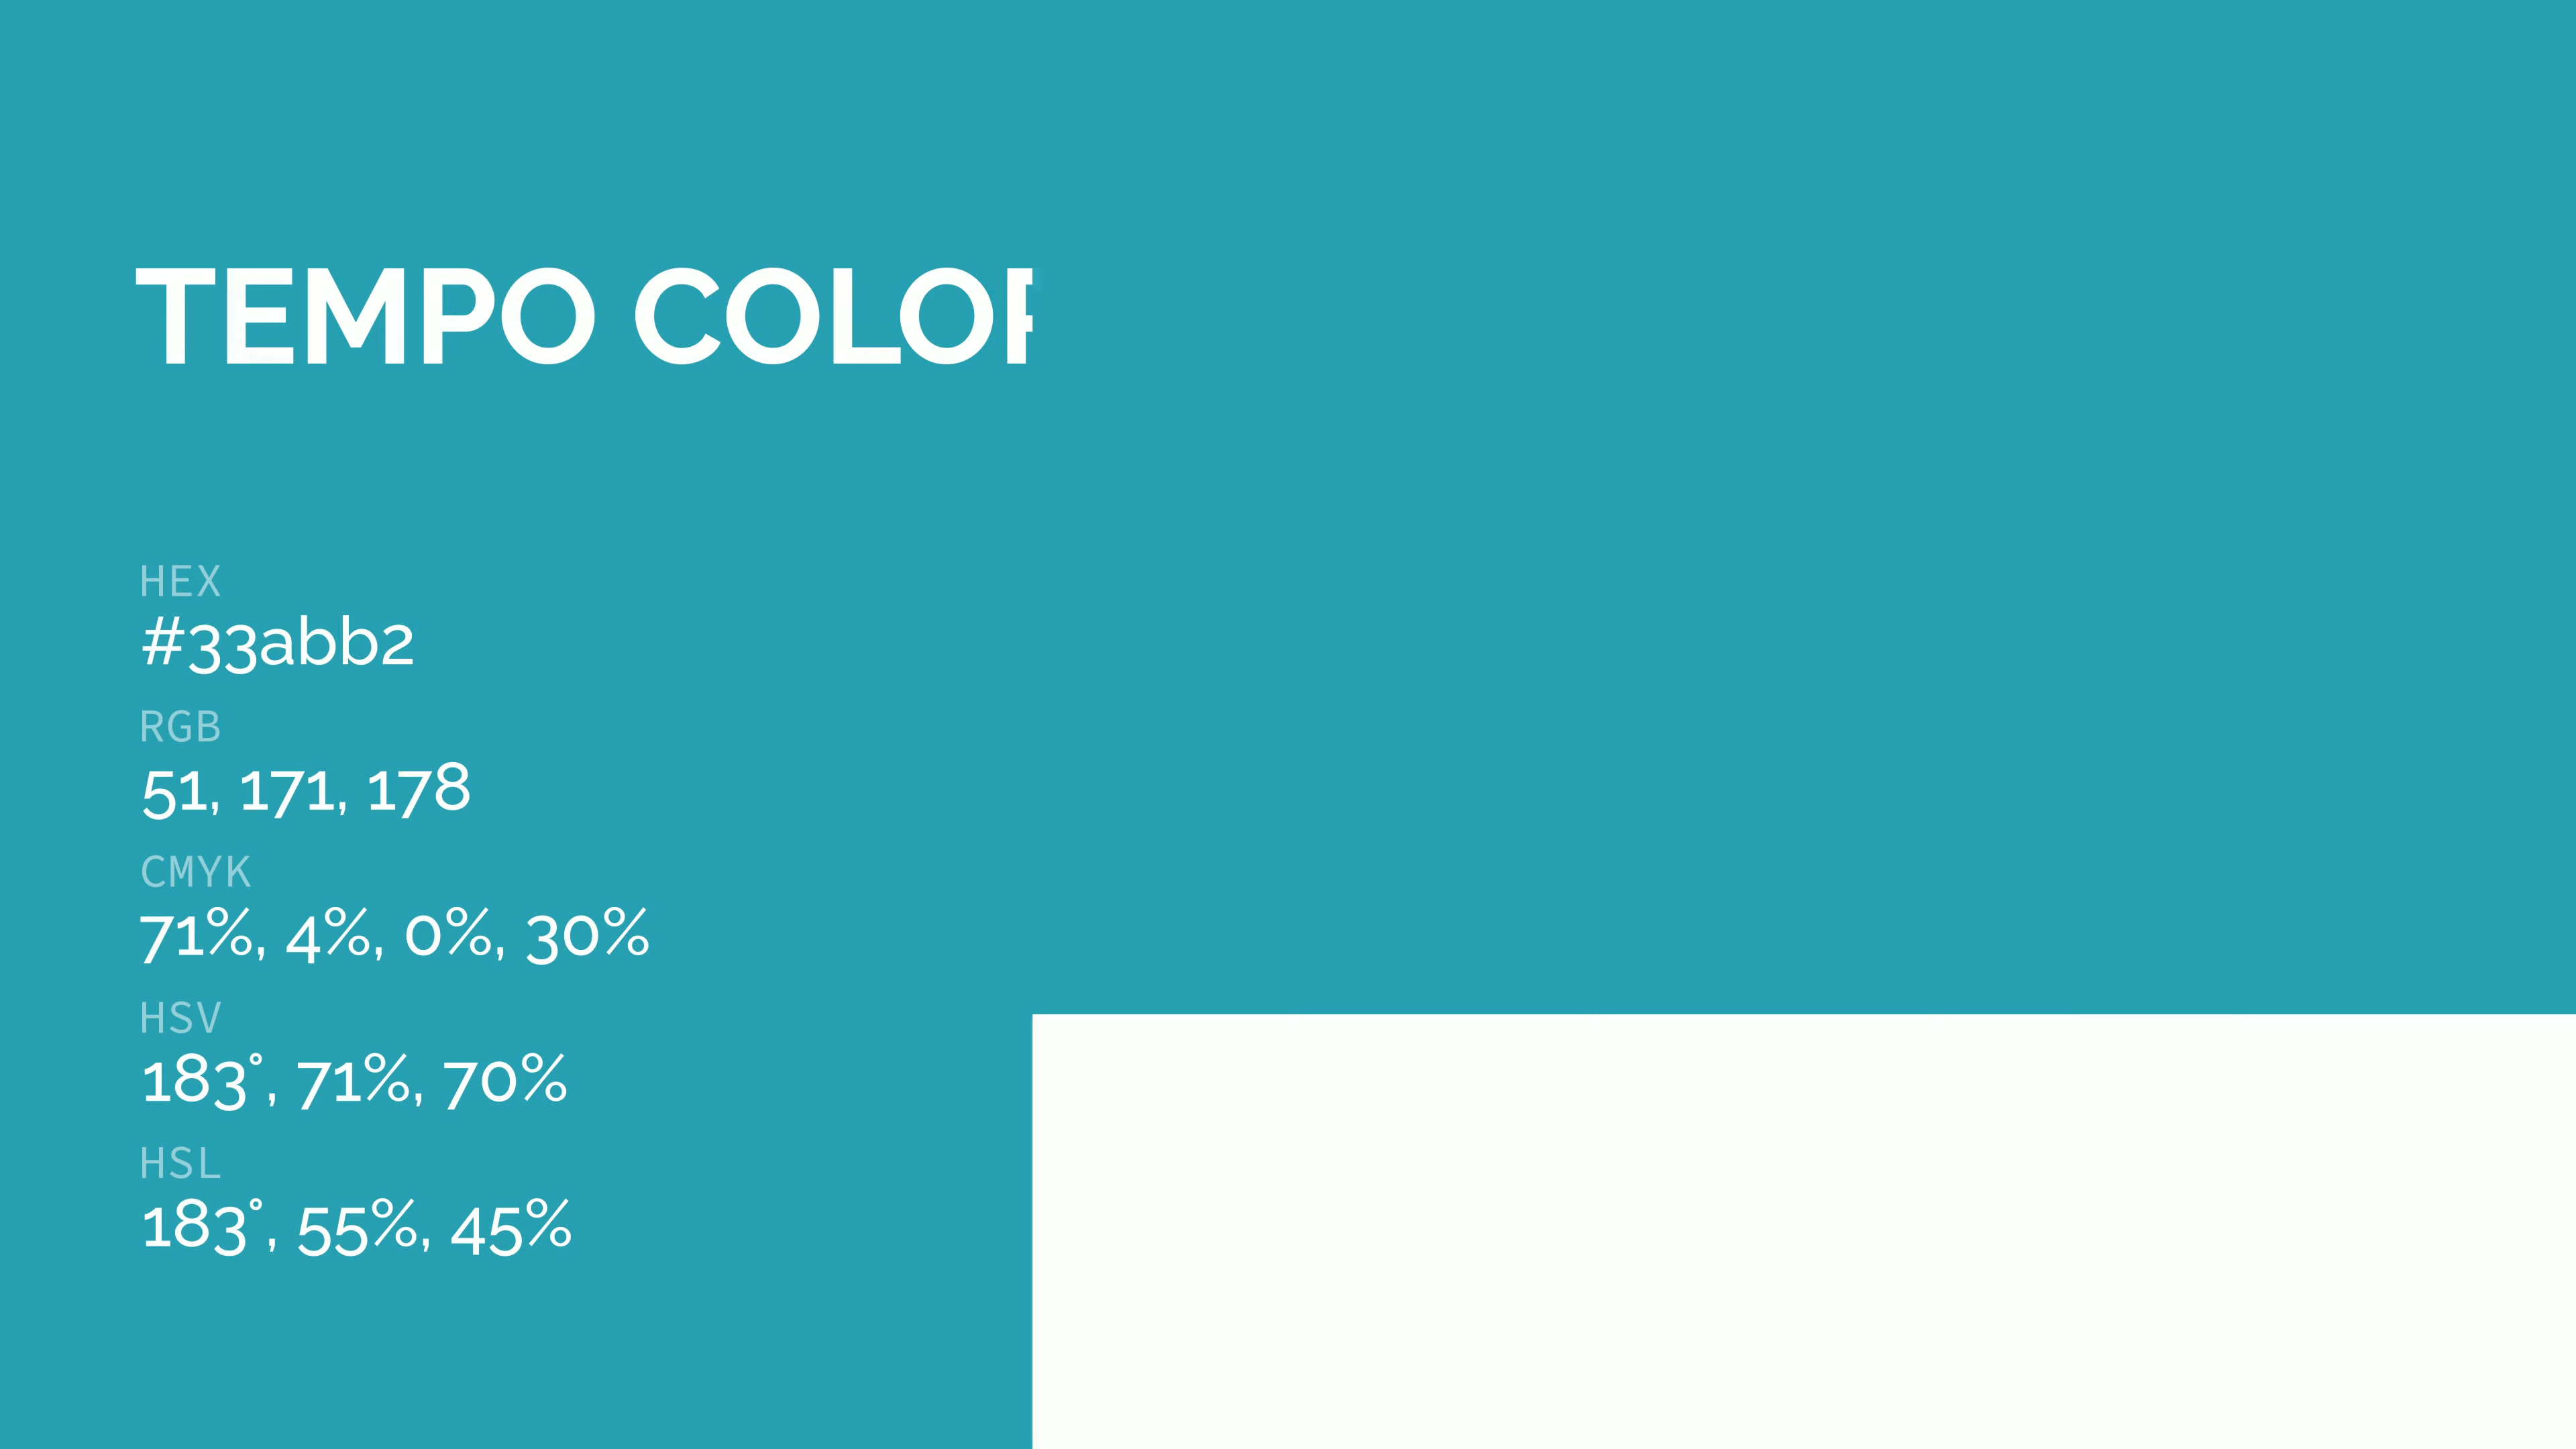 TEMPO COLOR
HEX
#33abb2
RGB
51, 171, 178
CMYK
71%, 4%, 0%, 30%
HSV
183°, 71%, 70%
HSL
183°, 55%, 45%